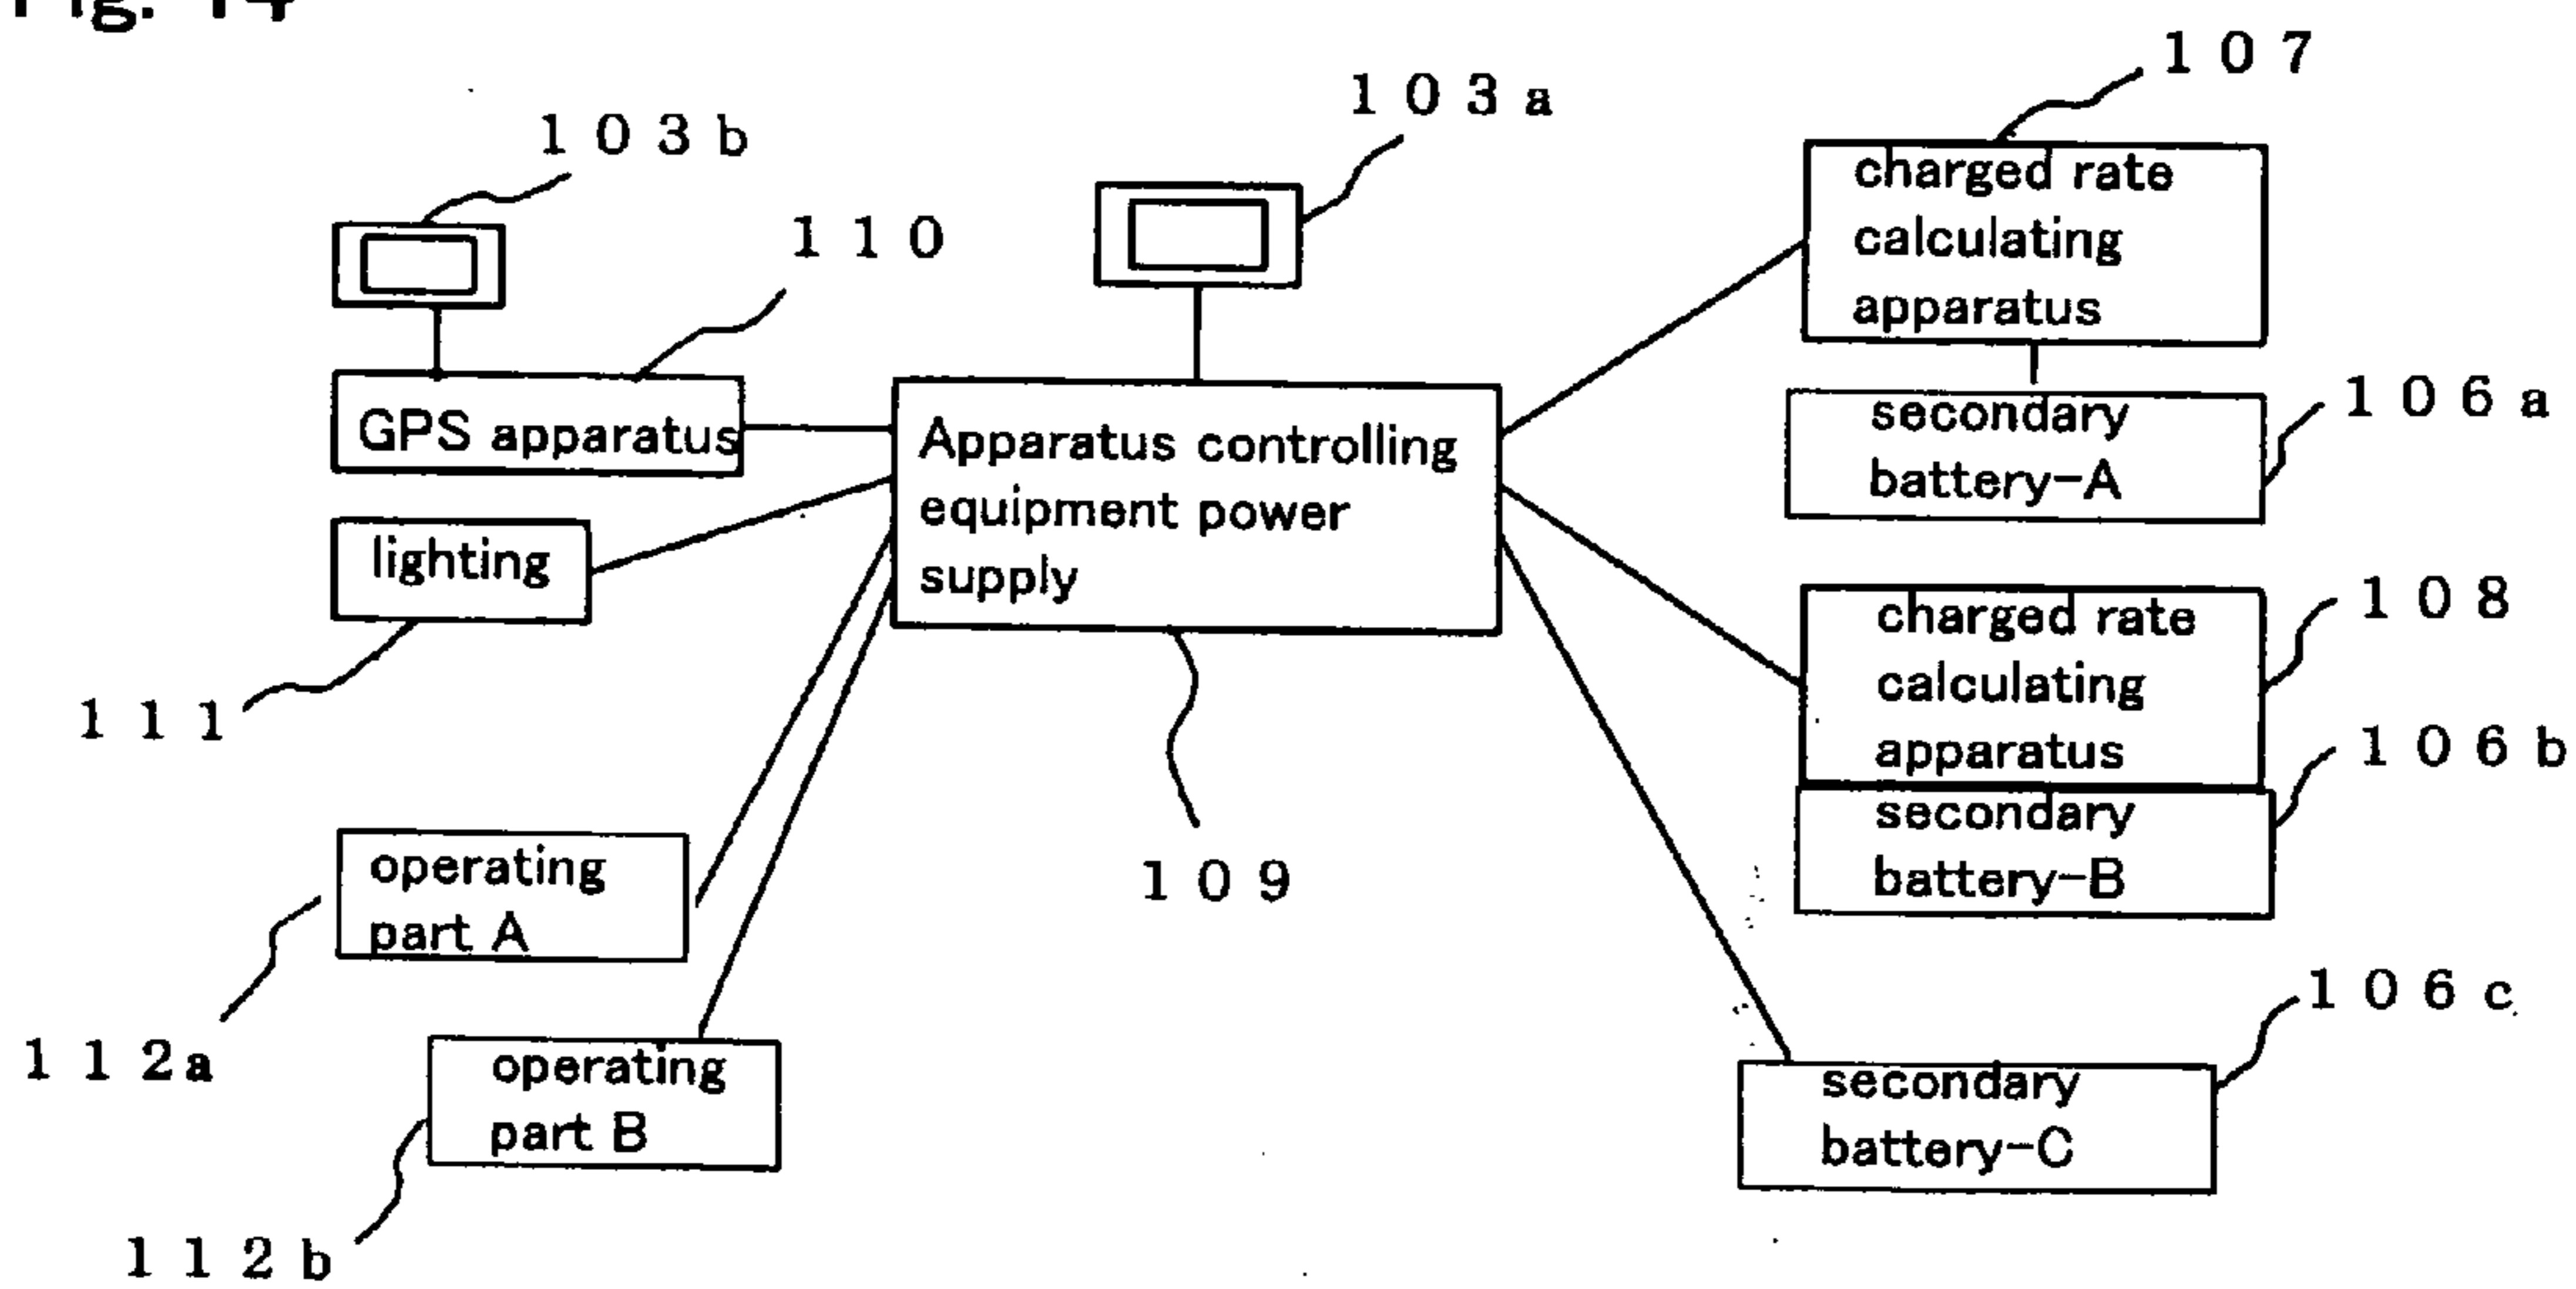 Fig. 14
103b
103a
107
110
charged rate
calculating
apparatus
GPS apparatus
Apparatus controlling
equipment power
supply
secondary
battery-A
106a
lighting
111
charged rate
calculating
apparatus
108
secondary
battery-B
106b
109
operating
part A
112a
operating
part B
112b
secondary
battery-C
106c